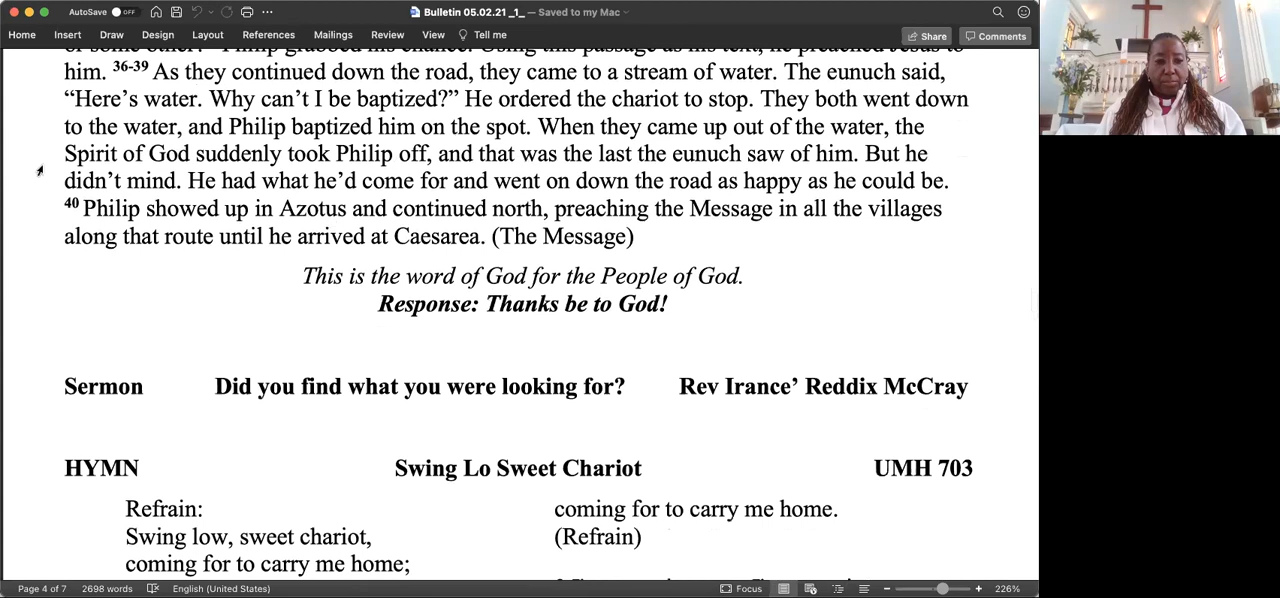 AutoSave OFF Bulletin 05.02.21 _1_ — Saved to my Mac
Home Insert Draw Design Layout References Mailings Review View Tell me Share Comments
him. 36-39 As they continued down the road, they came to a stream of water. The eunuch said,
“Here’s water. Why can’t I be baptized?” He ordered the chariot to stop. They both went down
to the water, and Philip baptized him on the spot. When they came up out of the water, the
Spirit of God suddenly took Philip off, and that was the last the eunuch saw of him. But he
didn’t mind. He had what he’d come for and went on down the road as happy as he could be.
40 Philip showed up in Azotus and continued north, preaching the Message in all the villages
along that route until he arrived at Caesarea. (The Message)
This is the word of God for the People of God.
Response: Thanks be to God!
Sermon Did you find what you were looking for? Rev Irance’ Reddix McCray
HYMN Swing Lo Sweet Chariot UMH 703
Refrain:
Swing low, sweet chariot,
coming for to carry me home;
coming for to carry me home.
(Refrain)
Page 4 of 7 2698 words English (United States) Focus 226%